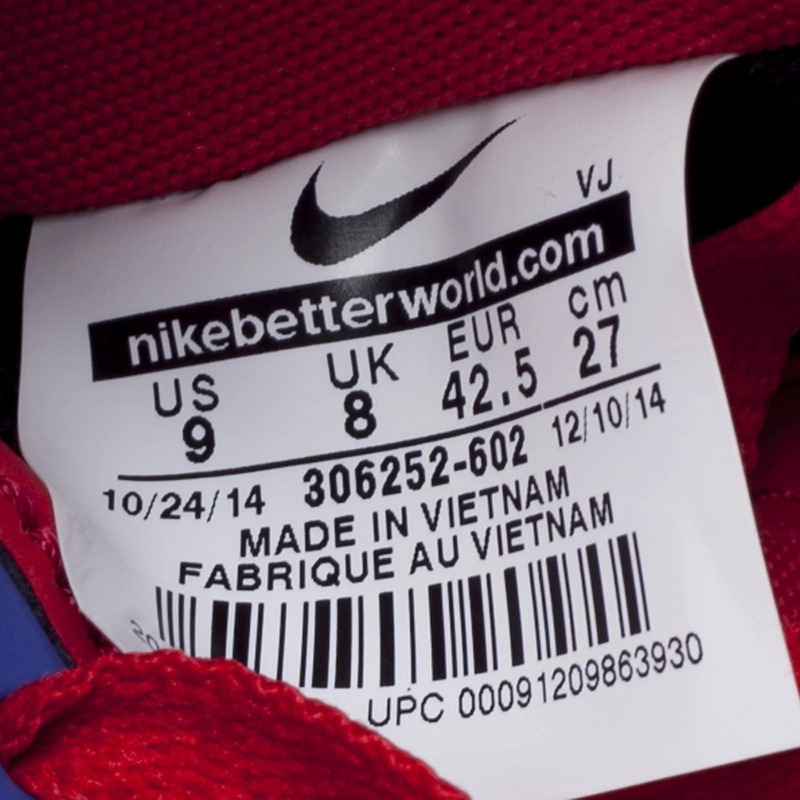 VJ
nikebetterworld.com
US UK EUR cm
9 8 42.5 27
10/24/14 306252-602 12/10/14
MADE IN VIETNAM
FABRIQUE AU VIETNAM
UPC 00091209863930